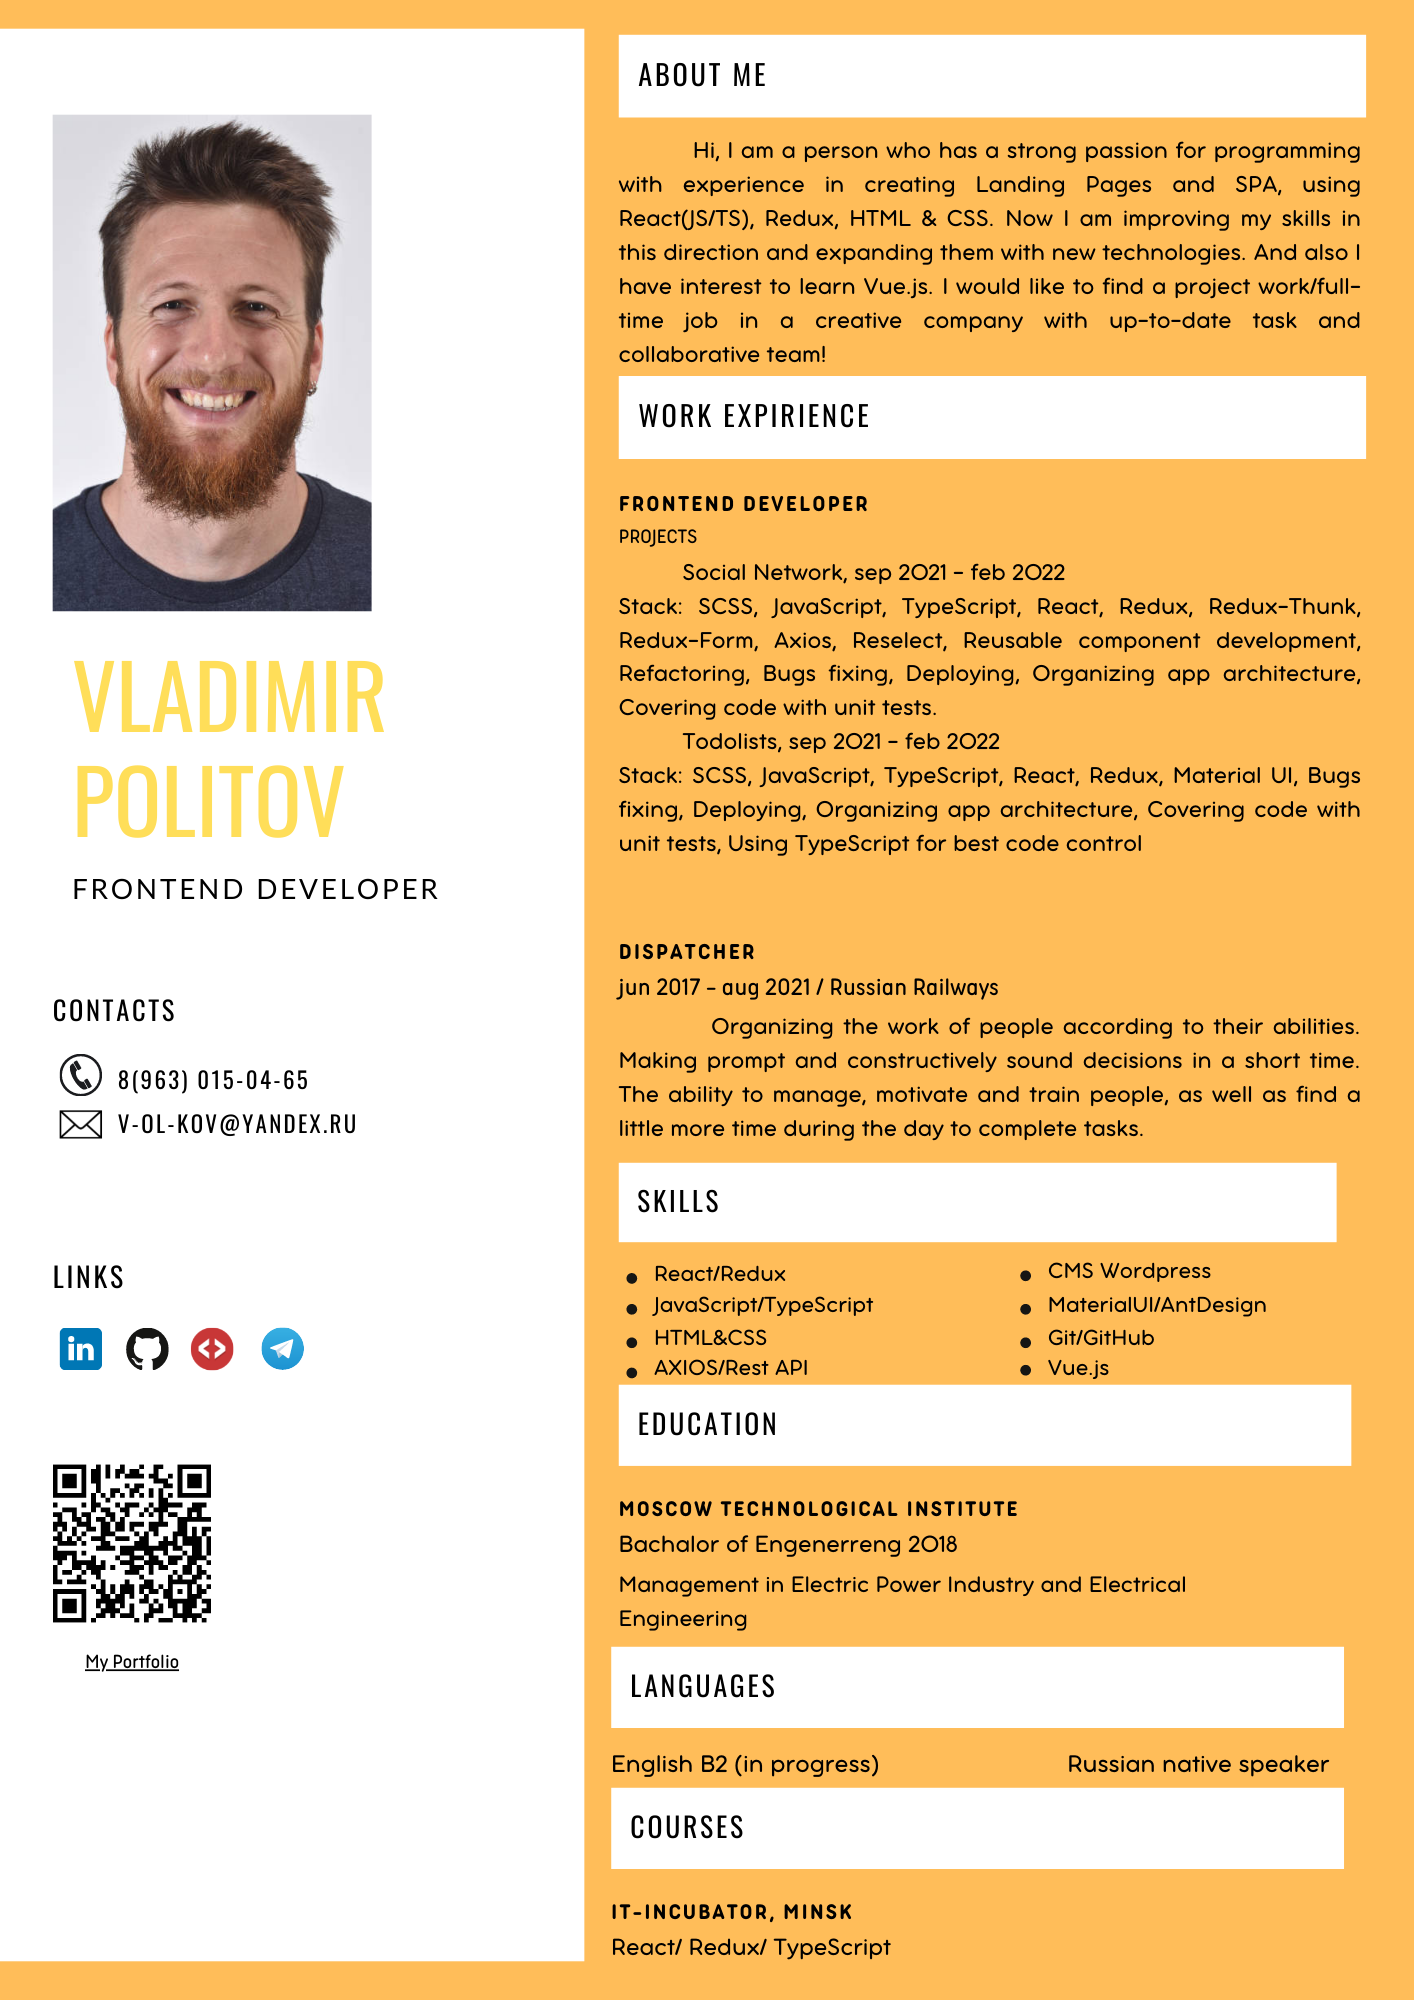 VLADIMIR
POLITOV
FRONTEND DEVELOPER
CONTACTS
8(963) 015-04-65
V-OL-KOV@YANDEX.RU
LINKS
in
My Portfolio
ABOUT ME
Hi, I am a person who has a strong passion for programming
with experience in creating Landing Pages and SPA, using
React(JS/TS), Redux, HTML & CSS. Now I am improving my skills in
this direction and expanding them with new technologies. And also I
have interest to learn Vue.js. I would like to find a project work/full-
time job in a creative company with up-to-date task and
collaborative team!
WORK EXPIRIENCE
FRONTEND DEVELOPER
PROJECTS
Social Network, sep 2021 - feb 2022
Stack: SCSS, JavaScript, TypeScript, React, Redux, Redux-Thunk,
Redux-Form, Axios, Reselect, Reusable component development,
Refactoring, Bugs fixing, Deploying, Organizing app architecture,
Covering code with unit tests.
Todolists, sep 2021 - feb 2022
Stack: SCSS, JavaScript, TypeScript, React, Redux, Material UI, Bugs
fixing, Deploying, Organizing app architecture, Covering code with
unit tests, Using TypeScript for best code control
DISPATCHER
jun 2017 - aug 2021 / Russian Railways
Organizing the work of people according to their abilities.
Making prompt and constructively sound decisions in a short time.
The ability to manage, motivate and train people, as well as find a
little more time during the day to complete tasks.
SKILLS
React/Redux
JavaScript/TypeScript
HTML&CSS
AXIOS/Rest API
CMS Wordpress
MaterialUI/AntDesign
Git/GitHub
Vue.js
EDUCATION
MOSCOW TECHNOLOGICAL INSTITUTE
Bachalor of Engenerreng 2018
Management in Electric Power Industry and Electrical
Engineering
LANGUAGES
English B2 (in progress)
Russian native speaker
COURSES
IT-INCUBATOR, MINSK
React/ Redux/ TypeScript